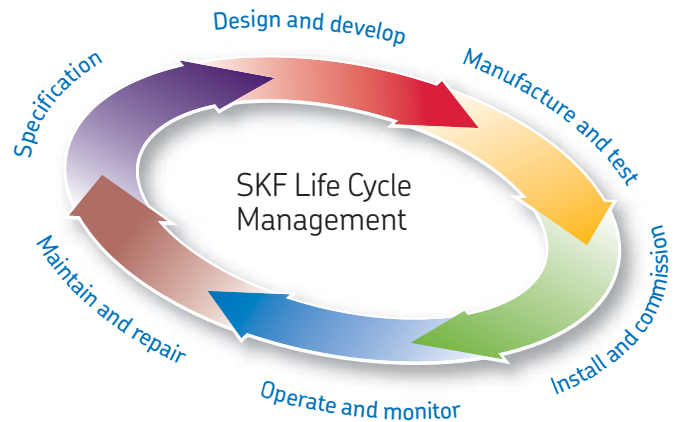 Design and develop
Specification
Manufacture and test
SKF Life Cycle
Management
Maintain and repair
Install and commission
Operate and monitor